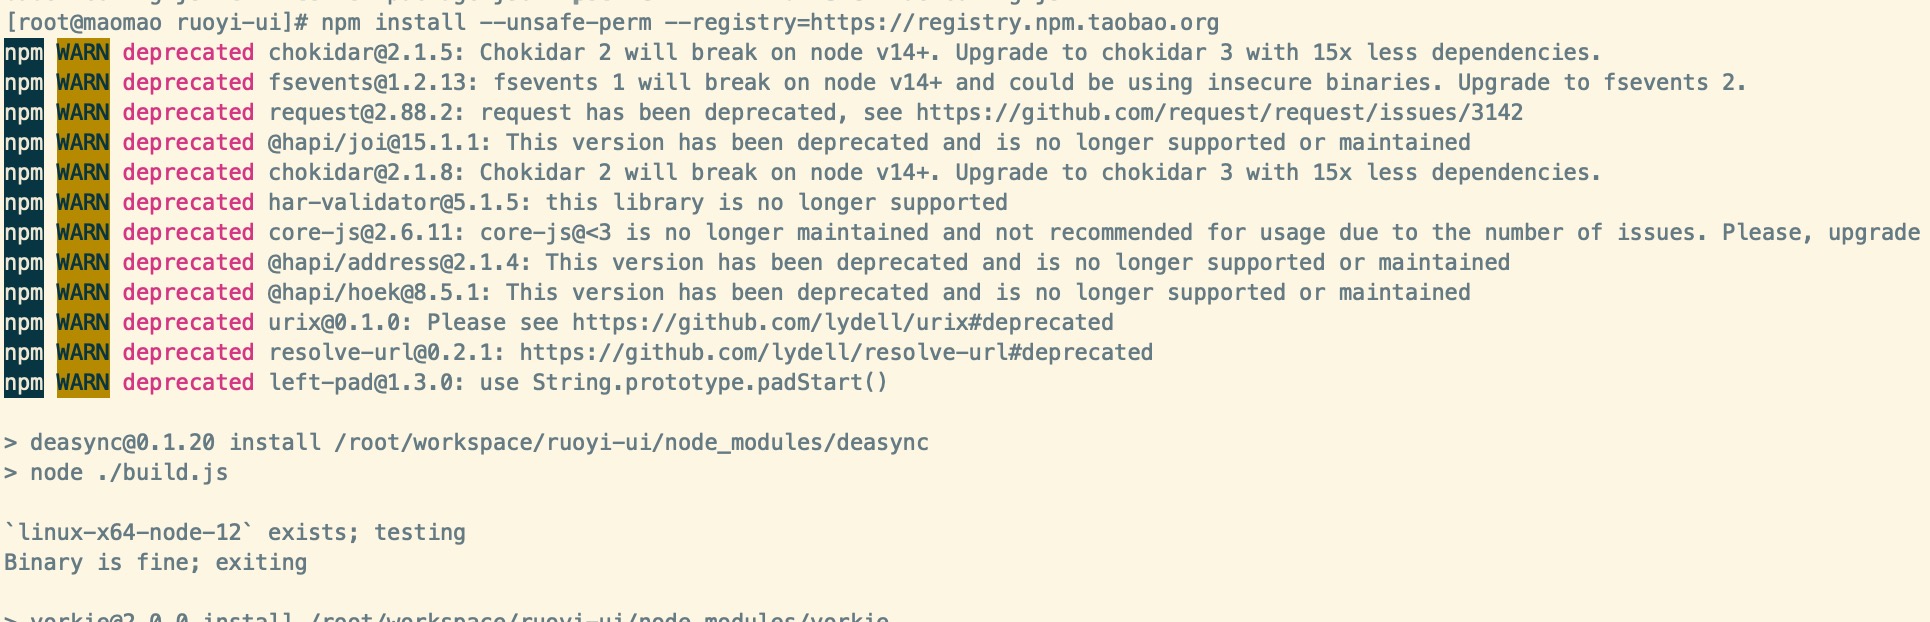 [root@maomao ruoyi-ui]# npm install --unsafe-perm --registry=https://registry.npm.taobao.org
npm WARN deprecated chokidar@2.1.5: Chokidar 2 will break on node v14+. Upgrade to chokidar 3 with 15x less dependencies.
npm WARN deprecated fsevents@1.2.13: fsevents 1 will break on node v14+ and could be using insecure binaries. Upgrade to fsevents 2.
npm WARN deprecated request@2.88.2: request has been deprecated, see https://github.com/request/request/issues/3142
npm WARN deprecated @hapi/joi@15.1.1: This version has been deprecated and is no longer supported or maintained
npm WARN deprecated chokidar@2.1.8: Chokidar 2 will break on node v14+. Upgrade to chokidar 3 with 15x less dependencies.
npm WARN deprecated har-validator@5.1.5: this library is no longer supported
npm WARN deprecated core-js@2.6.11: core-js@<3 is no longer maintained and not recommended for usage due to the number of issues. Please, upgrade
npm WARN deprecated @hapi/address@2.1.4: This version has been deprecated and is no longer supported or maintained
npm WARN deprecated @hapi/hoek@8.5.1: This version has been deprecated and is no longer supported or maintained
npm WARN deprecated urix@0.1.0: Please see https://github.com/lydell/urix#deprecated
npm WARN deprecated resolve-url@0.2.1: https://github.com/lydell/resolve-url#deprecated
npm WARN deprecated left-pad@1.3.0: use String.prototype.padStart()
> deasync@0.1.20 install /root/workspace/ruoyi-ui/node_modules/deasync
> node ./build.js
`linux-x64-node-12` exists; testing
Binary is fine; exiting
> yorkie@2.0.0 install /root/workspace/ruoyi-ui/node_modules/yorkie